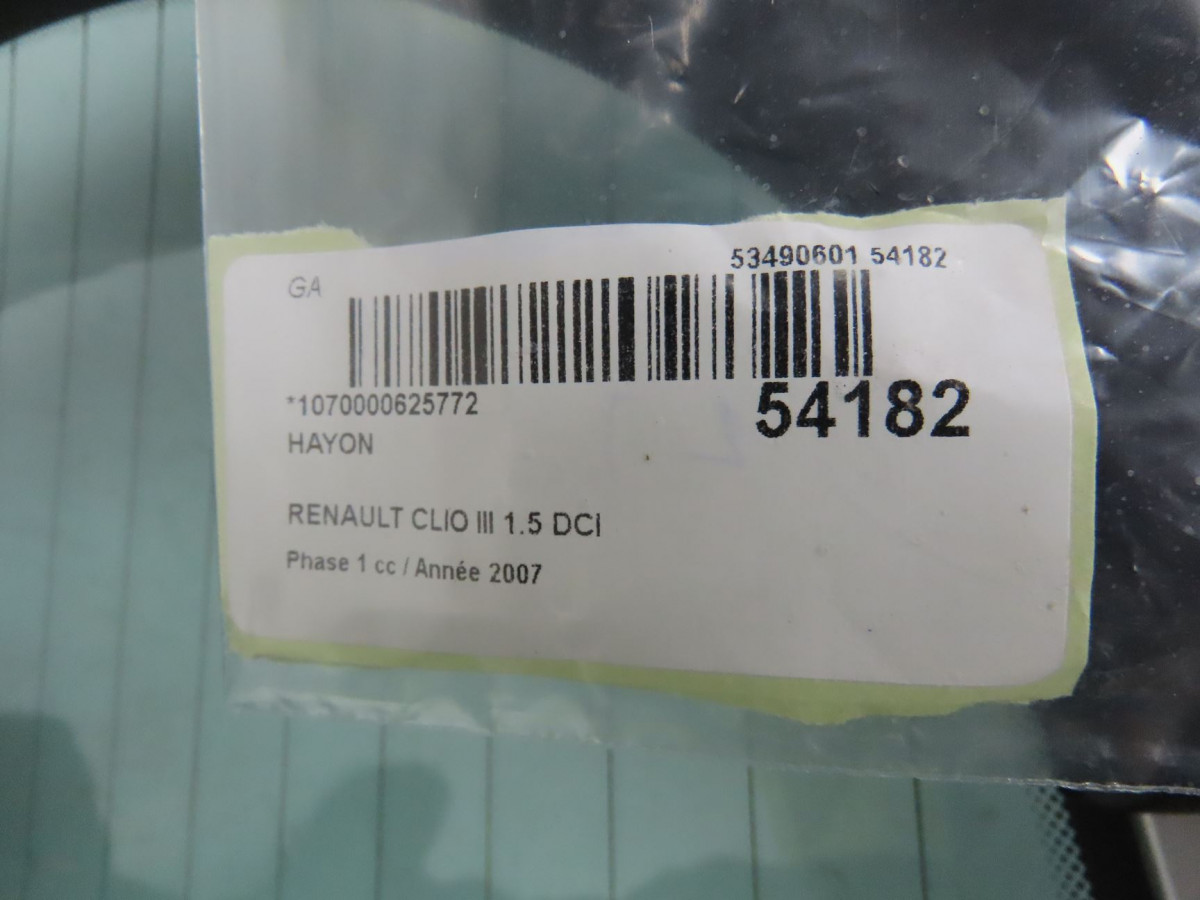 53490601 54182
GA
*1070000625772
54182
HAYON
RENAULT CLIO III 1.5 DCI
Phase 1 cc / Année 2007